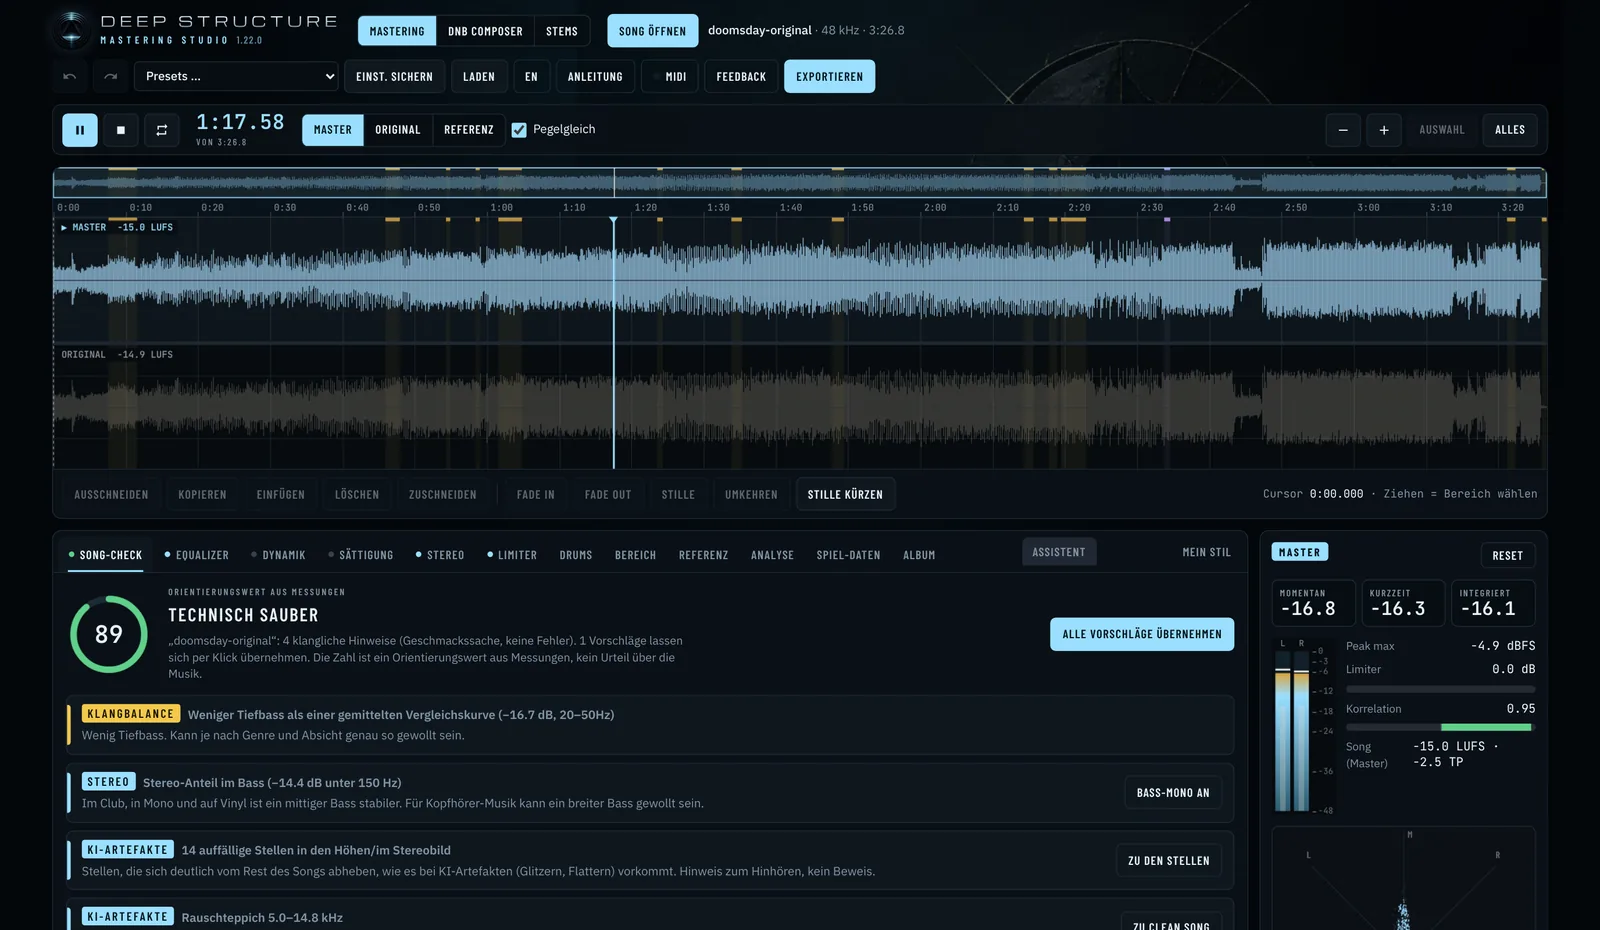 DEEP STRUCTURE
MASTERING STUDIO 1.22.0
MASTERING DNB COMPOSER STEMS SONG ÖFFNEN doomsday-original · 48 kHz · 3:26.8
Presets ... EINST. SICHERN LADEN EN ANLEITUNG MIDI FEEDBACK EXPORTIEREN
1:17.58
VON 3:26.8
MASTER ORIGINAL REFERENZ Pegelgleich − + AUSWAHL ALLES
0:00 0:10 0:20 0:30 0:40 0:50 1:00 1:10 1:20 1:30 1:40 1:50 2:00 2:10 2:20 2:30 2:40 2:50 3:00 3:10 3:20
▶ MASTER -15.0 LUFS
ORIGINAL -14.9 LUFS
AUSSCHNEIDEN KOPIEREN EINFÜGEN LÖSCHEN ZUSCHNEIDEN FADE IN FADE OUT STILLE UMKEHREN STILLE KÜRZEN Cursor 0:00.000 · Ziehen = Bereich wählen
SONG-CHECK EQUALIZER DYNAMIK SÄTTIGUNG STEREO LIMITER DRUMS BEREICH REFERENZ ANALYSE SPIEL-DATEN ALBUM ASSISTENT MEIN STIL
ORIENTIERUNGSWERT AUS MESSUNGEN
89
TECHNISCH SAUBER
„doomsday-original“: 4 klangliche Hinweise (Geschmackssache, keine Fehler). 1 Vorschläge lassen
sich per Klick übernehmen. Die Zahl ist ein Orientierungswert aus Messungen, kein Urteil über die
Musik.
ALLE VORSCHLÄGE ÜBERNEHMEN
KLANGBALANCE Weniger Tiefbass als einer gemittelten Vergleichskurve (−16.7 dB, 20–50Hz)
Wenig Tiefbass. Kann je nach Genre und Absicht genau so gewollt sein.
STEREO Stereo-Anteil im Bass (−14.4 dB unter 150 Hz)
Im Club, in Mono und auf Vinyl ist ein mittiger Bass stabiler. Für Kopfhörer-Musik kann ein breiter Bass gewollt sein.
BASS-MONO AN
KI-ARTEFAKTE 14 auffällige Stellen in den Höhen/im Stereobild
Stellen, die sich deutlich vom Rest des Songs abheben, wie es bei KI-Artefakten (Glitzern, Flattern) vorkommt. Hinweis zum Hinhören, kein Beweis.
ZU DEN STELLEN
KI-ARTEFAKTE Rauschteppich 5.0–14.8 kHz
ZU CLEAN SONG
MASTER RESET
MOMENTAN KURZZEIT INTEGRIERT
-16.8 -16.3 -16.1
L R
-0
-3
-6
-12
-18
-24
-36
-48
Peak max -4.9 dBFS
Limiter 0.0 dB
Korrelation 0.95
Song -15.0 LUFS ·
(Master) -2.5 TP
M
L R